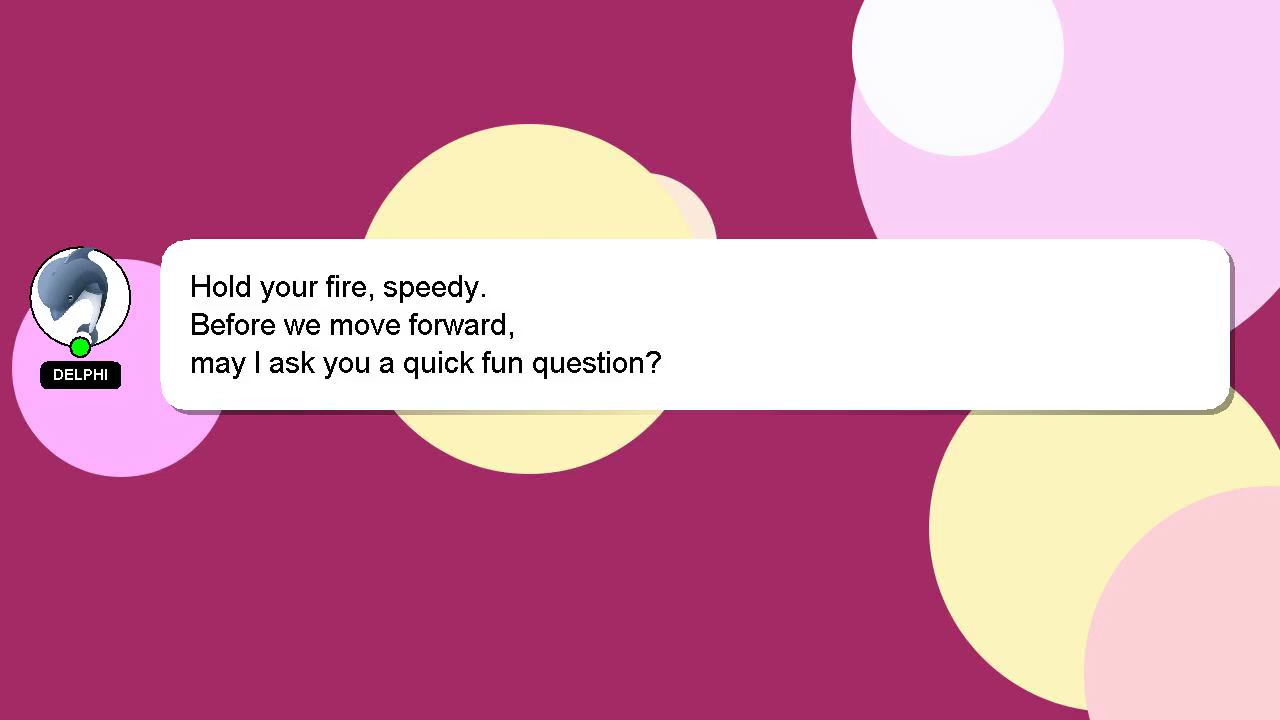 Hold your fire, speedy.
Before we move forward,
may I ask you a quick fun question?
DELPHI